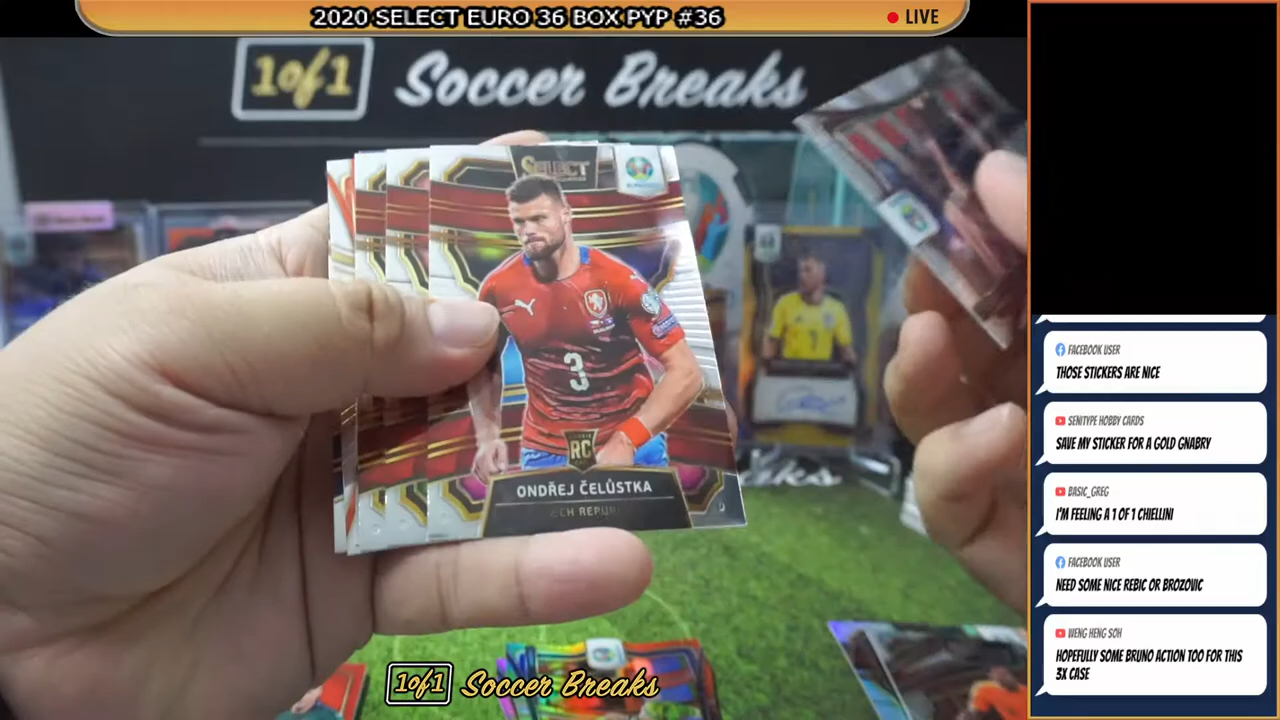 2020 SELECT EURO 36 BOX PYP #36
LIVE
1of1 Soccer Breaks
SELECT
3
RC
ONDŘEJ ČELŮSTKA
FACEBOOK USER
THOSE STICKERS ARE NICE
SENITYPE HOBBY CARDS
SAVE MY STICKER FOR A GOLD GNABRY
BASIC_GREG
I'M FEELING A 1 OF 1 CHIELLINI
FACEBOOK USER
NEED SOME NICE REBIC OR BROZOVIC
WENG HENG SOH
HOPEFULLY SOME BRUNO ACTION TOO FOR THIS
3X CASE
1of1 Soccer Breaks